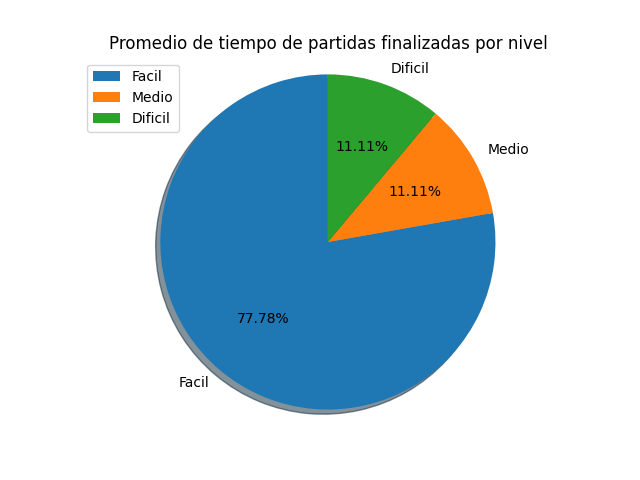 Promedio de tiempo de partidas finalizadas por nivel
Facil
Medio
Dificil
Dificil
11.11%
Medio
11.11%
77.78%
Facil